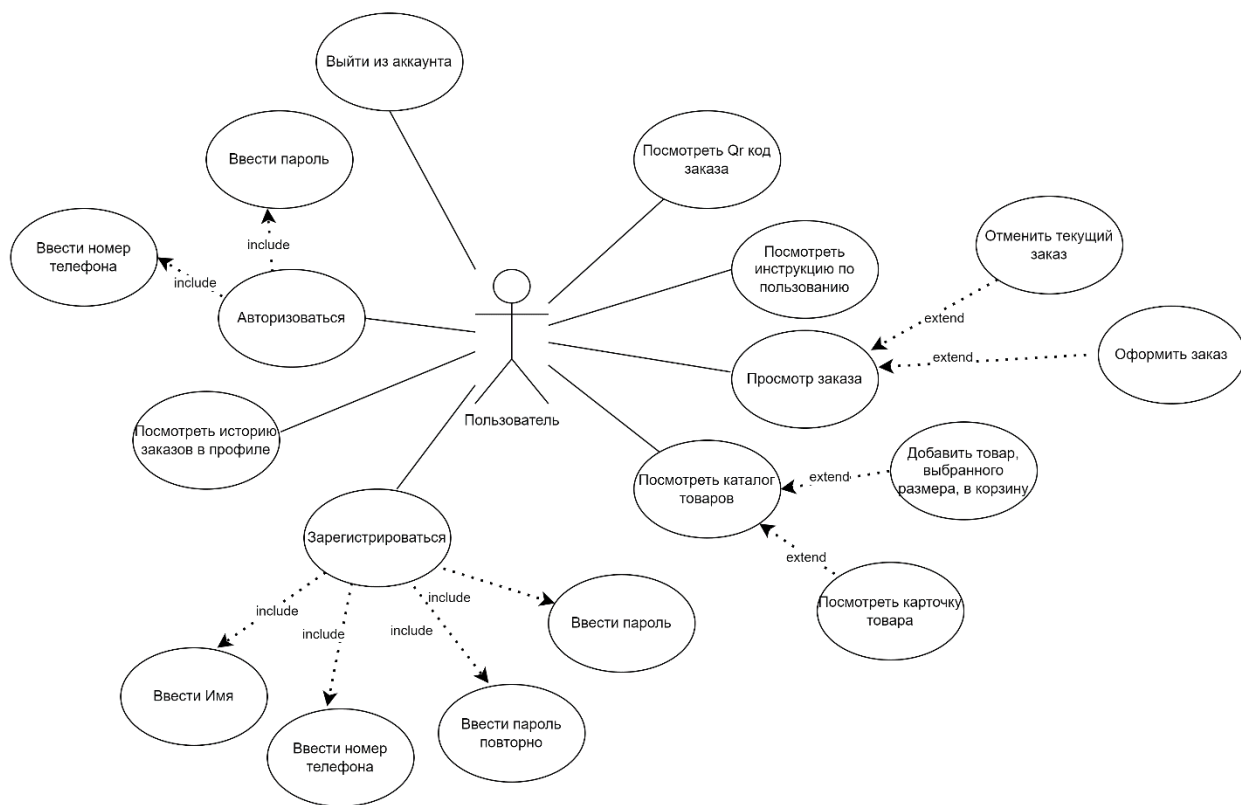 Выйти из аккаунта
Ввести пароль
Посмотреть Qr код
заказа
Ввести номер
телефона
include
include
Авторизоваться
Посмотреть
инструкцию по
пользованию
Отменить текущий
заказ
extend
Просмотр заказа
extend
Оформить заказ
Пользователь
Посмотреть историю
заказов в профиле
Посмотреть каталог
товаров
extend
Добавить товар,
выбранного
размера, в корзину
extend
Посмотреть карточку
товара
Зарегистрироваться
include
include
include
include
Ввести пароль
Ввести Имя
Ввести номер
телефона
Ввести пароль
повторно